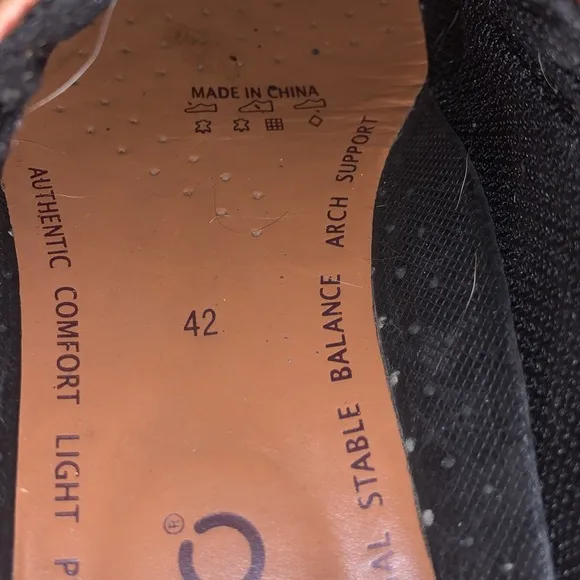 MADE IN CHINA
AUTHENTIC COMFORT LIGHT
STABLE BALANCE ARCH SUPPORT
42
®